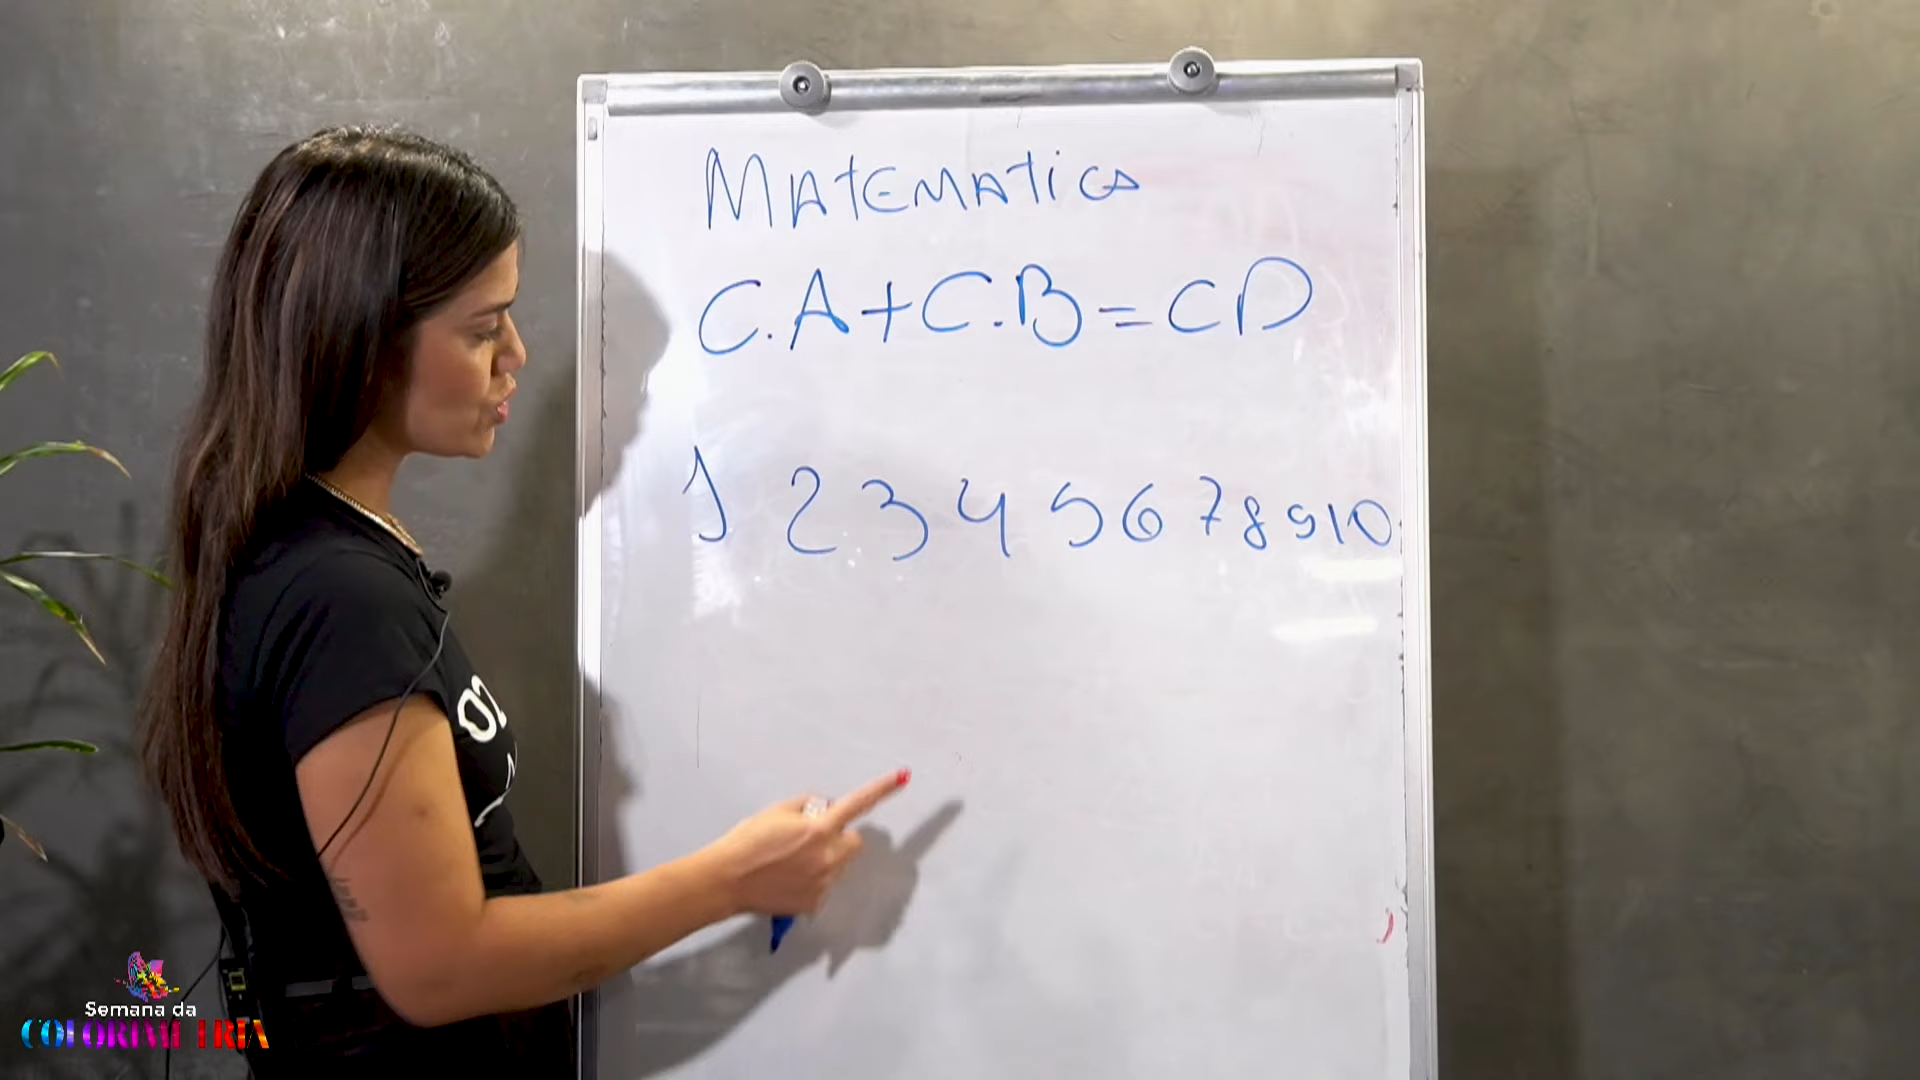 MATEMATICA
C.A+C.B=CD
1 2 3 4 5 6 7 8 9 10
Semana da
COLORIMETRIA